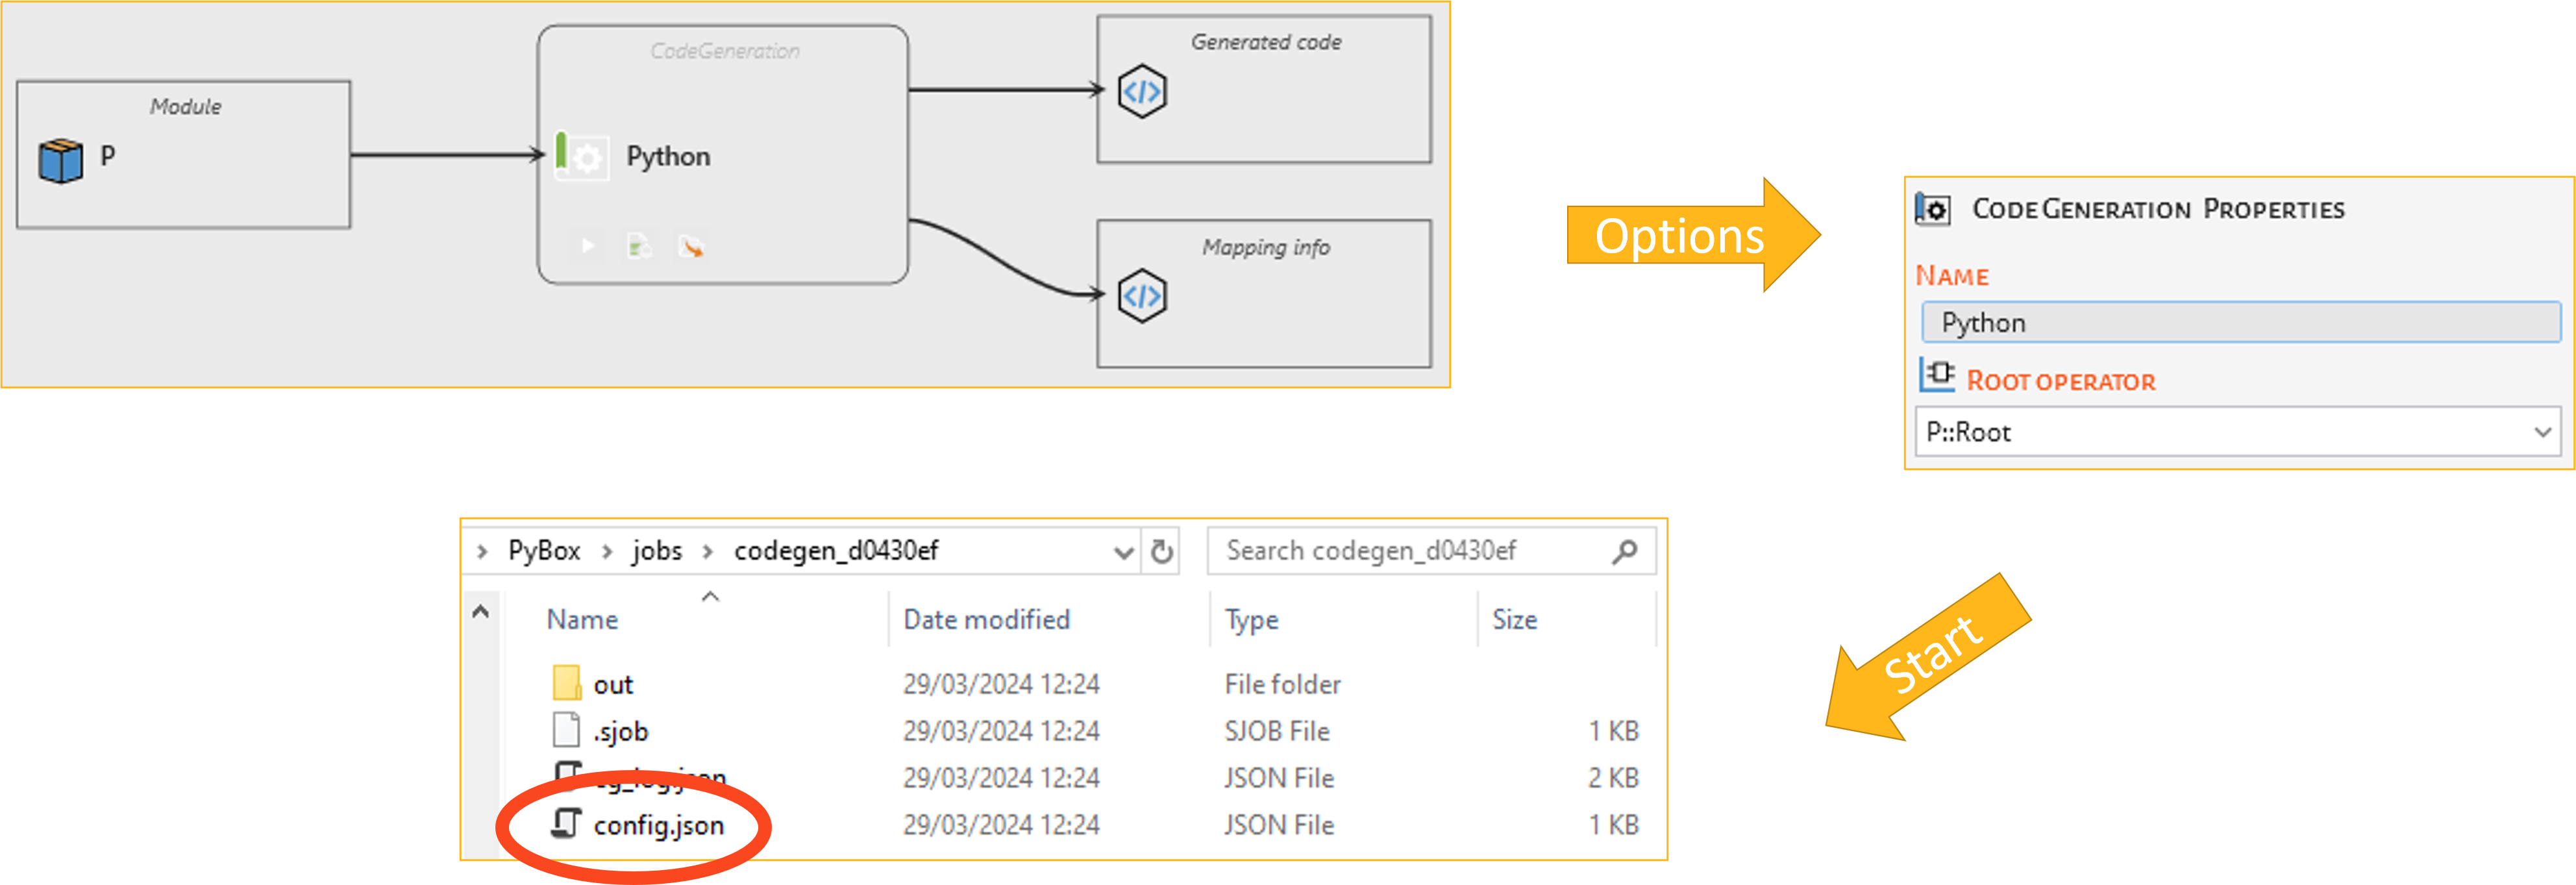 Module
P
CodeGeneration
Python
Generated code
Mapping info
Options
CODE GENERATION PROPERTIES
NAME
Python
ROOT OPERATOR
P::Root
PyBox jobs codegen_d0430ef
Search codegen_d0430ef
Name Date modified Type Size
out 29/03/2024 12:24 File folder
.sjob 29/03/2024 12:24 SJOB File 1 KB
cg_log.json 29/03/2024 12:24 JSON File 2 KB
config.json 29/03/2024 12:24 JSON File 1 KB
Start